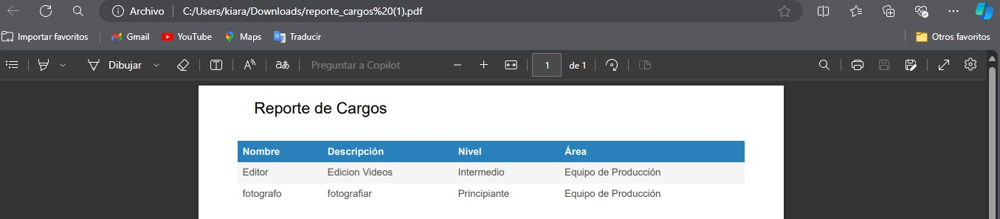 Archivo C:/Users/kiara/Downloads/reporte_cargos%20(1).pdf
Importar favoritos Gmail YouTube Maps Traducir Otros favoritos
Dibujar T A aあ Preguntar a Copilot 1 de 1
Reporte de Cargos
Nombre Descripción Nivel Área
Editor Edicion Videos Intermedio Equipo de Producción
fotografo fotografiar Principiante Equipo de Producción